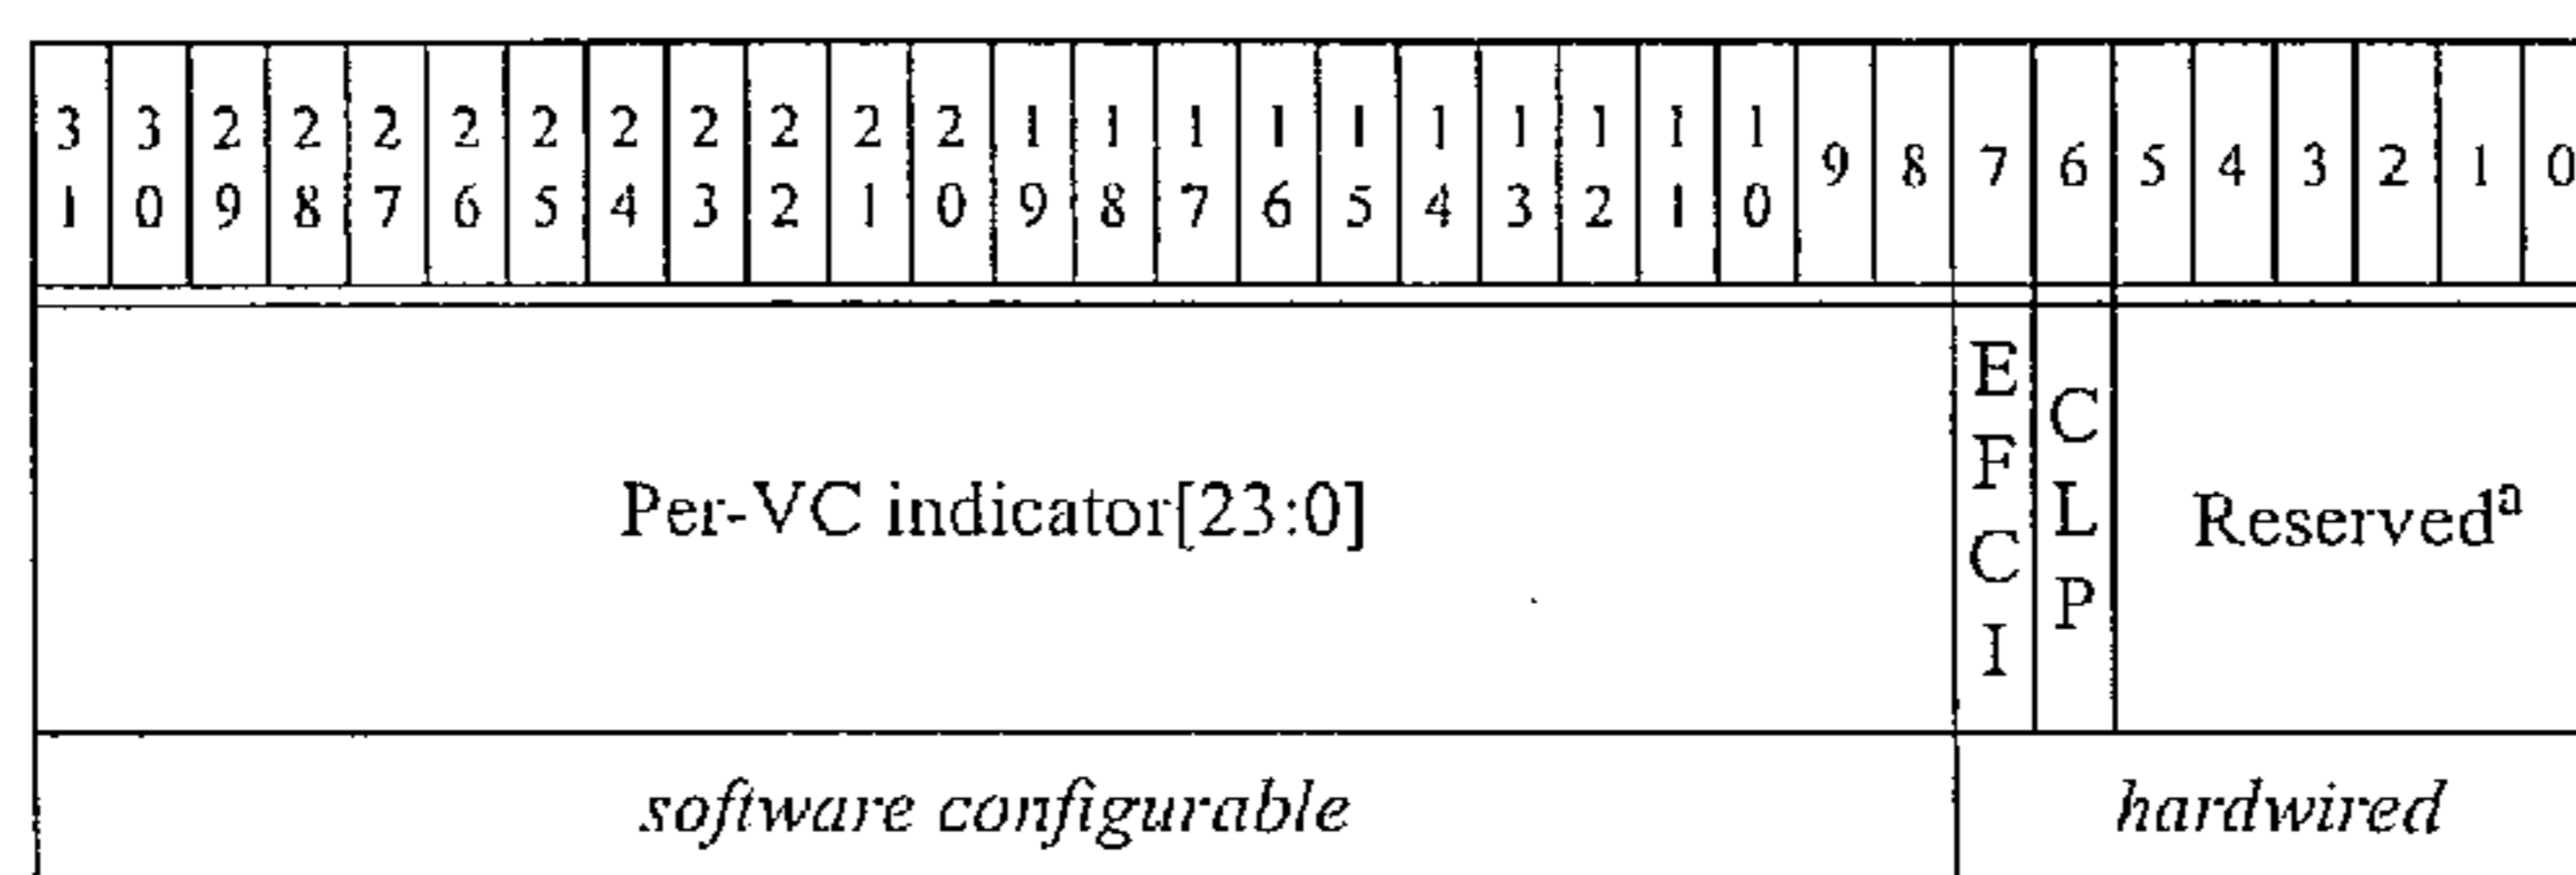 31 30 29 28 27 26 25 24 23 22 21 20 19 18 17 16 15 14 13 12 11 10 9 8 7 6 5 4 3 2 1 0
Per-VC indicator[23:0] EFCI CLP Reservedᵃ
software configurable hardwired